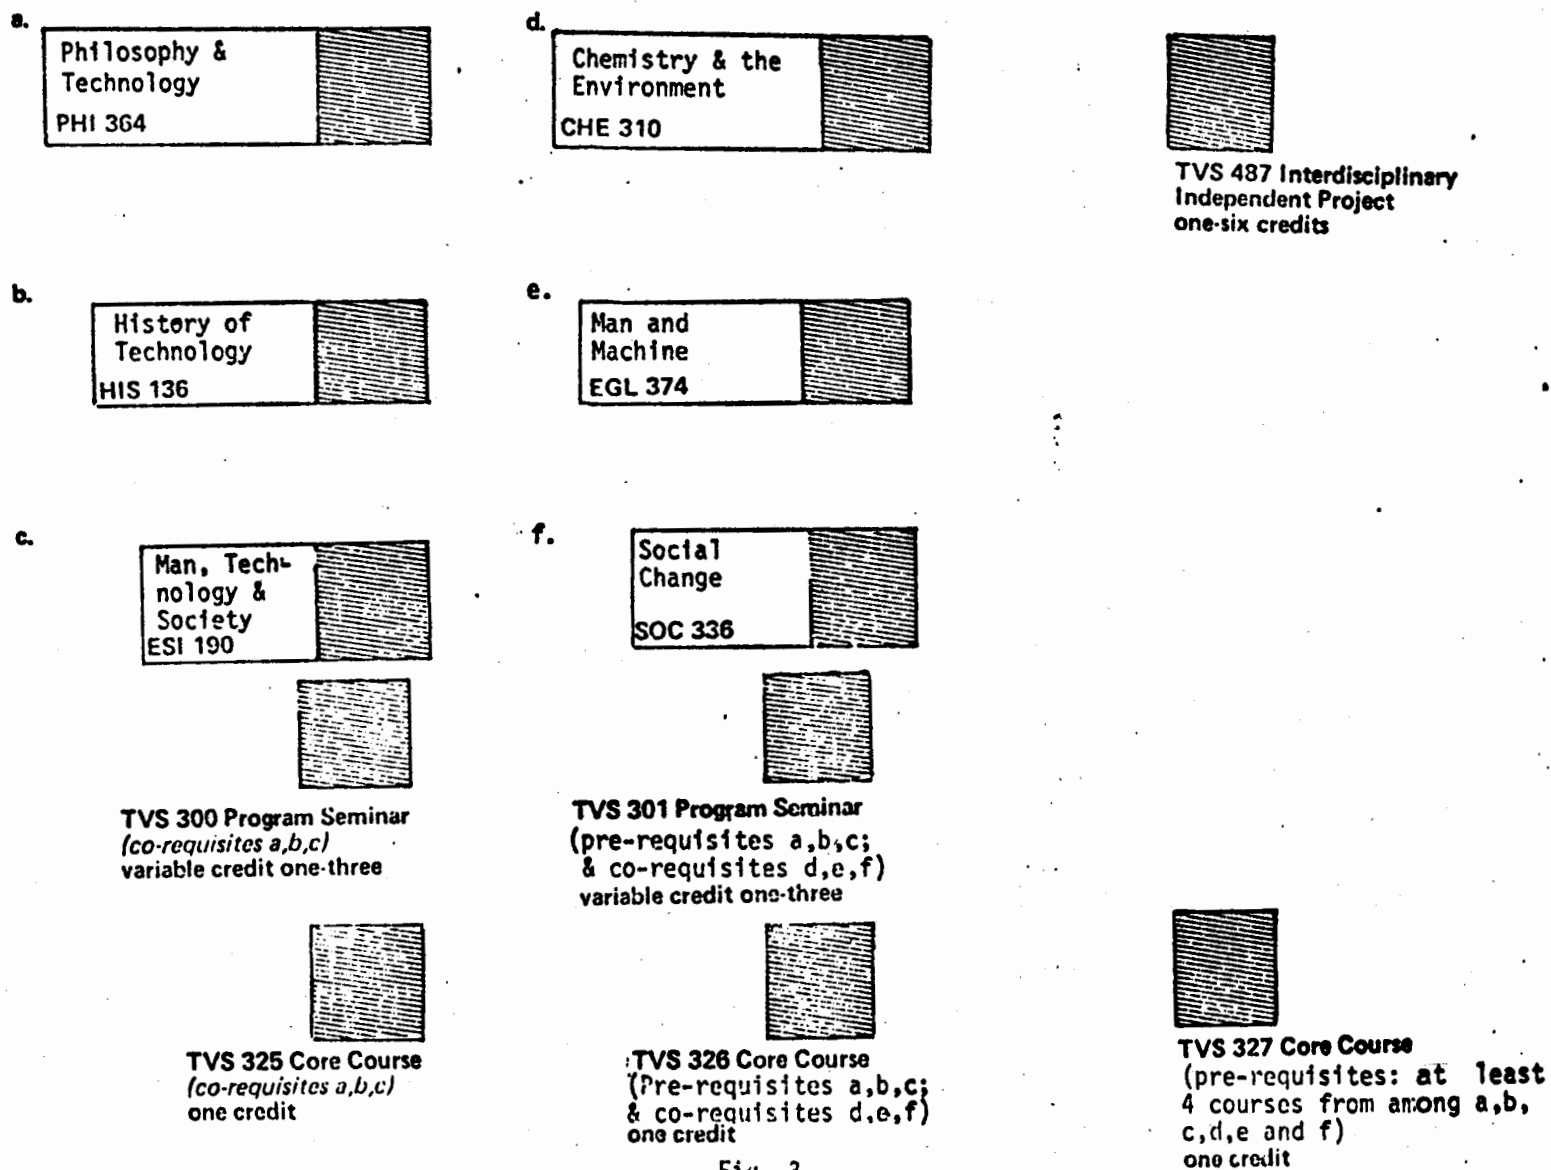 a.
Philosophy &
Technology
PHI 364
b.
History of
Technology
HIS 136
c.
Man, Tech-
nology &
Society
ESI 190
TVS 300 Program Seminar
(co-requisites a,b,c)
variable credit one-three
TVS 325 Core Course
(co-requisites a,b,c)
one credit
d.
Chemistry & the
Environment
CHE 310
e.
Man and
Machine
EGL 374
f.
Social
Change
SOC 336
TVS 301 Program Seminar
(pre-requisites a,b,c;
& co-requisites d,e,f)
variable credit one-three
TVS 326 Core Course
(Pre-requisites a,b,c;
& co-requisites d,e,f)
one credit
TVS 487 Interdisciplinary
Independent Project
one-six credits
TVS 327 Core Course
(pre-requisites: at least
4 courses from among a,b,
c,d,e and f)
one credit
Fig. 3